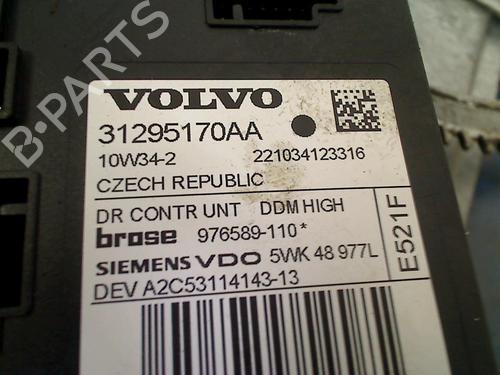 B-PARTS
VOLVO
31295170AA
10W34-2 221034123316
CZECH REPUBLIC
DR CONTR UNT DDM HIGH
brose 976589-110*
SIEMENS VDO 5WK 48 977L
DEV A2C53114143-13
E521F